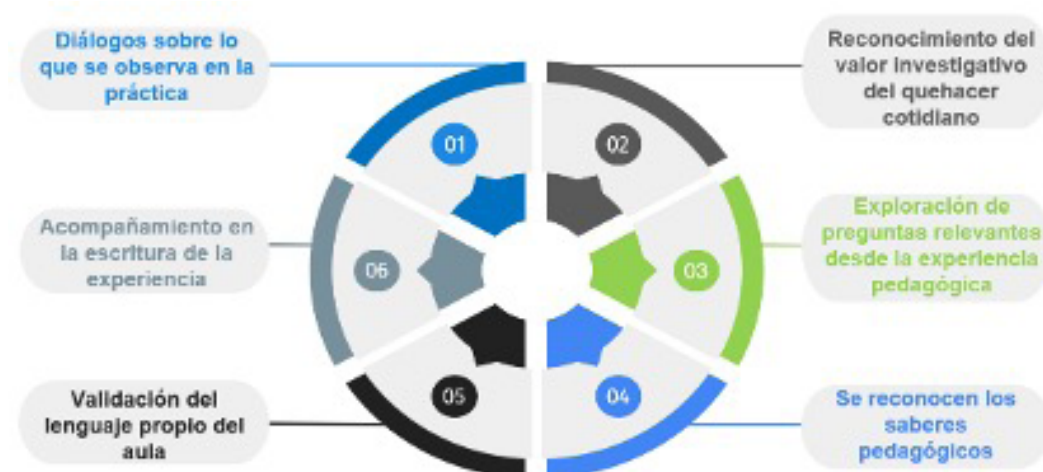 Diálogos sobre lo
que se observa en la
práctica
01
Reconocimiento del
valor investigativo
del quehacer
cotidiano
02
Exploración de
preguntas relevantes
desde la experiencia
pedagógica
03
Se reconocen los
saberes
pedagógicos
04
Validación del
lenguaje propio del
aula
05
Acompañamiento en
la escritura de la
experiencia
06